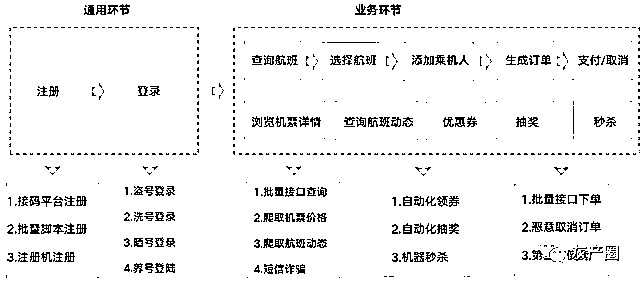 通用环节
业务环节
注册
登录
查询航班
选择航班
添加乘机人
生成订单
支付/取消
浏览机票详情
查询航班动态
优惠券
抽奖
秒杀
1.接码平台注册
2.批量脚本注册
3.注册机注册
1.盗号登录
2.洗号登录
3.晒号登录
4.养号登陆
1.批量接口查询
2.爬取机票价格
3.爬取航班动态
4.短信诈骗
1.自动化领券
2.自动化抽奖
3.机器秒杀
1.批量接口下单
2.恶意取消订单
3.第三
灰产圈